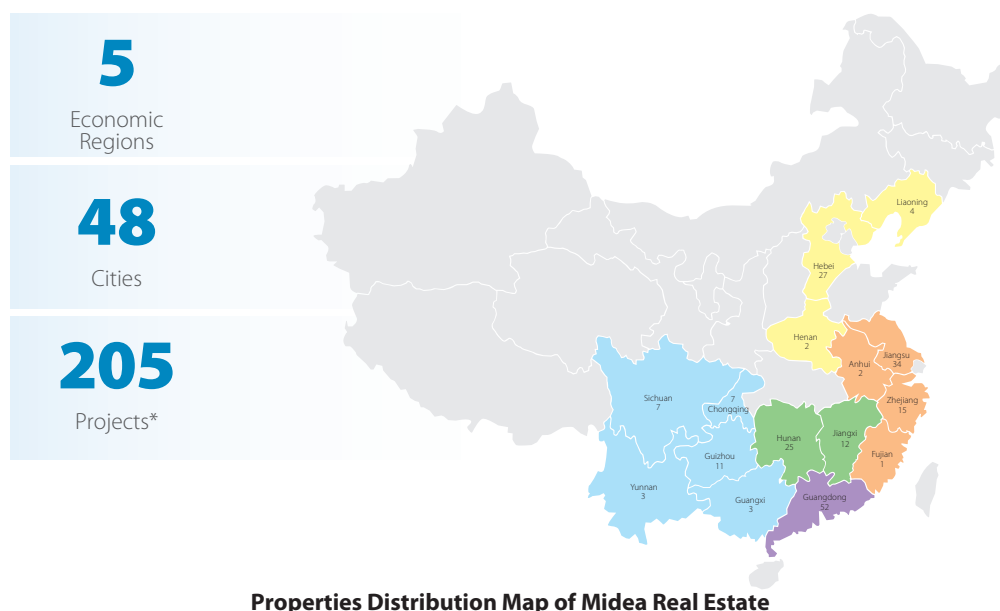 5
Economic
Regions
48
Cities
205
Projects*
Liaoning
4
Hebei
27
Henan
2
Anhui
2
Jiangsu
34
Zhejiang
15
Fujian
1
Sichuan
7
7
Chongqing
Hunan
25
Jiangxi
12
Guizhou
11
Yunnan
3
Guangxi
3
Guangdong
52
Properties Distribution Map of Midea Real Estate